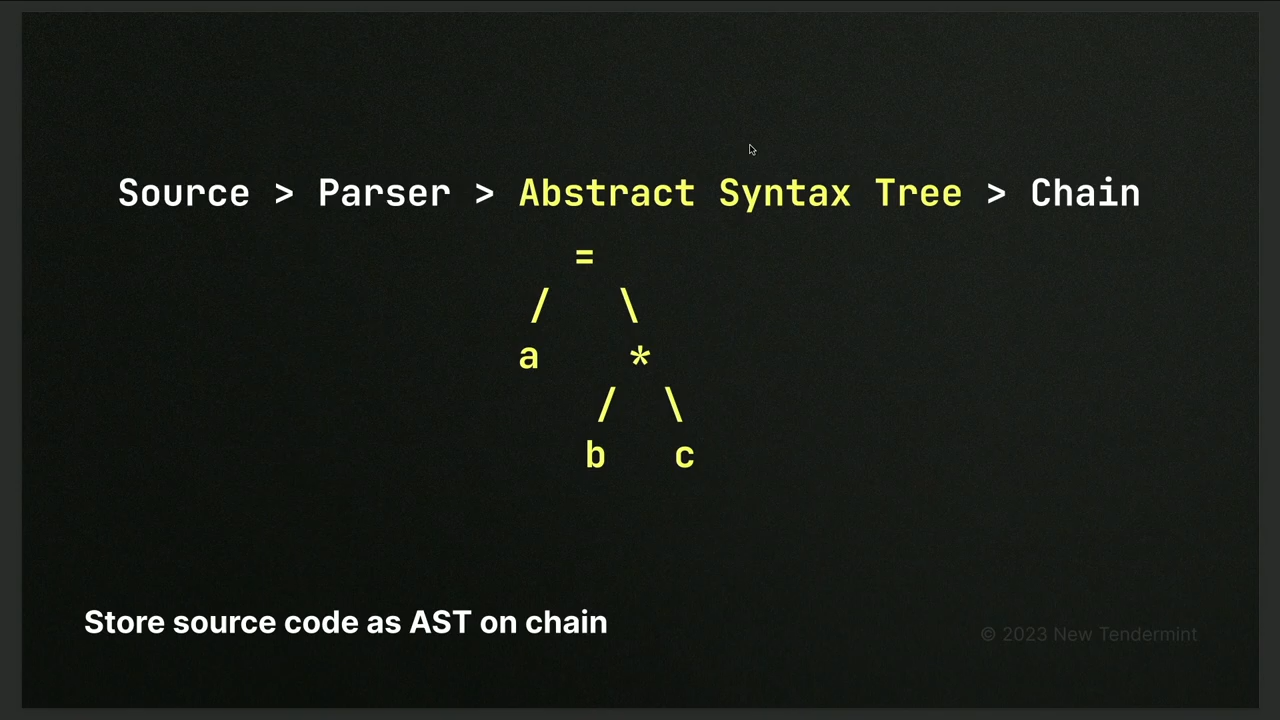 Source > Parser > Abstract Syntax Tree > Chain
=
/ \
a *
/ \
b c
Store source code as AST on chain
© 2023 New Tendermint